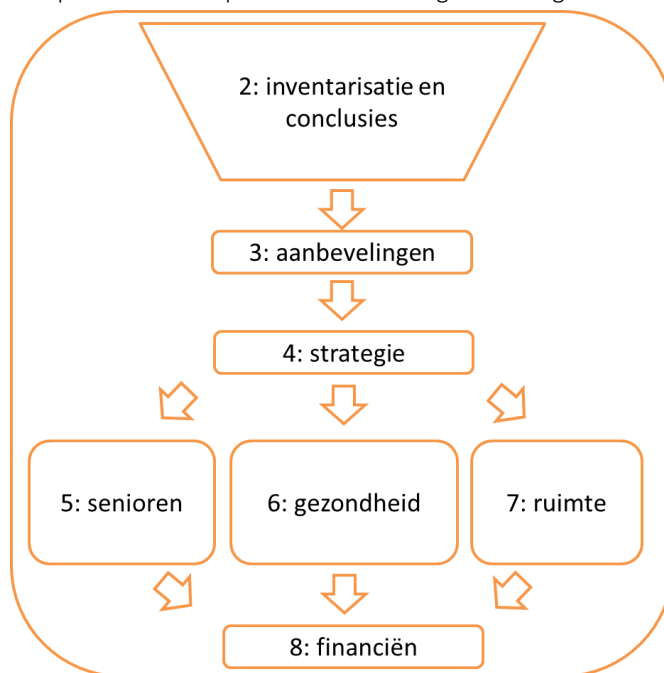 2: inventarisatie en
conclusies
3: aanbevelingen
4: strategie
5: senioren
6: gezondheid
7: ruimte
8: financiën